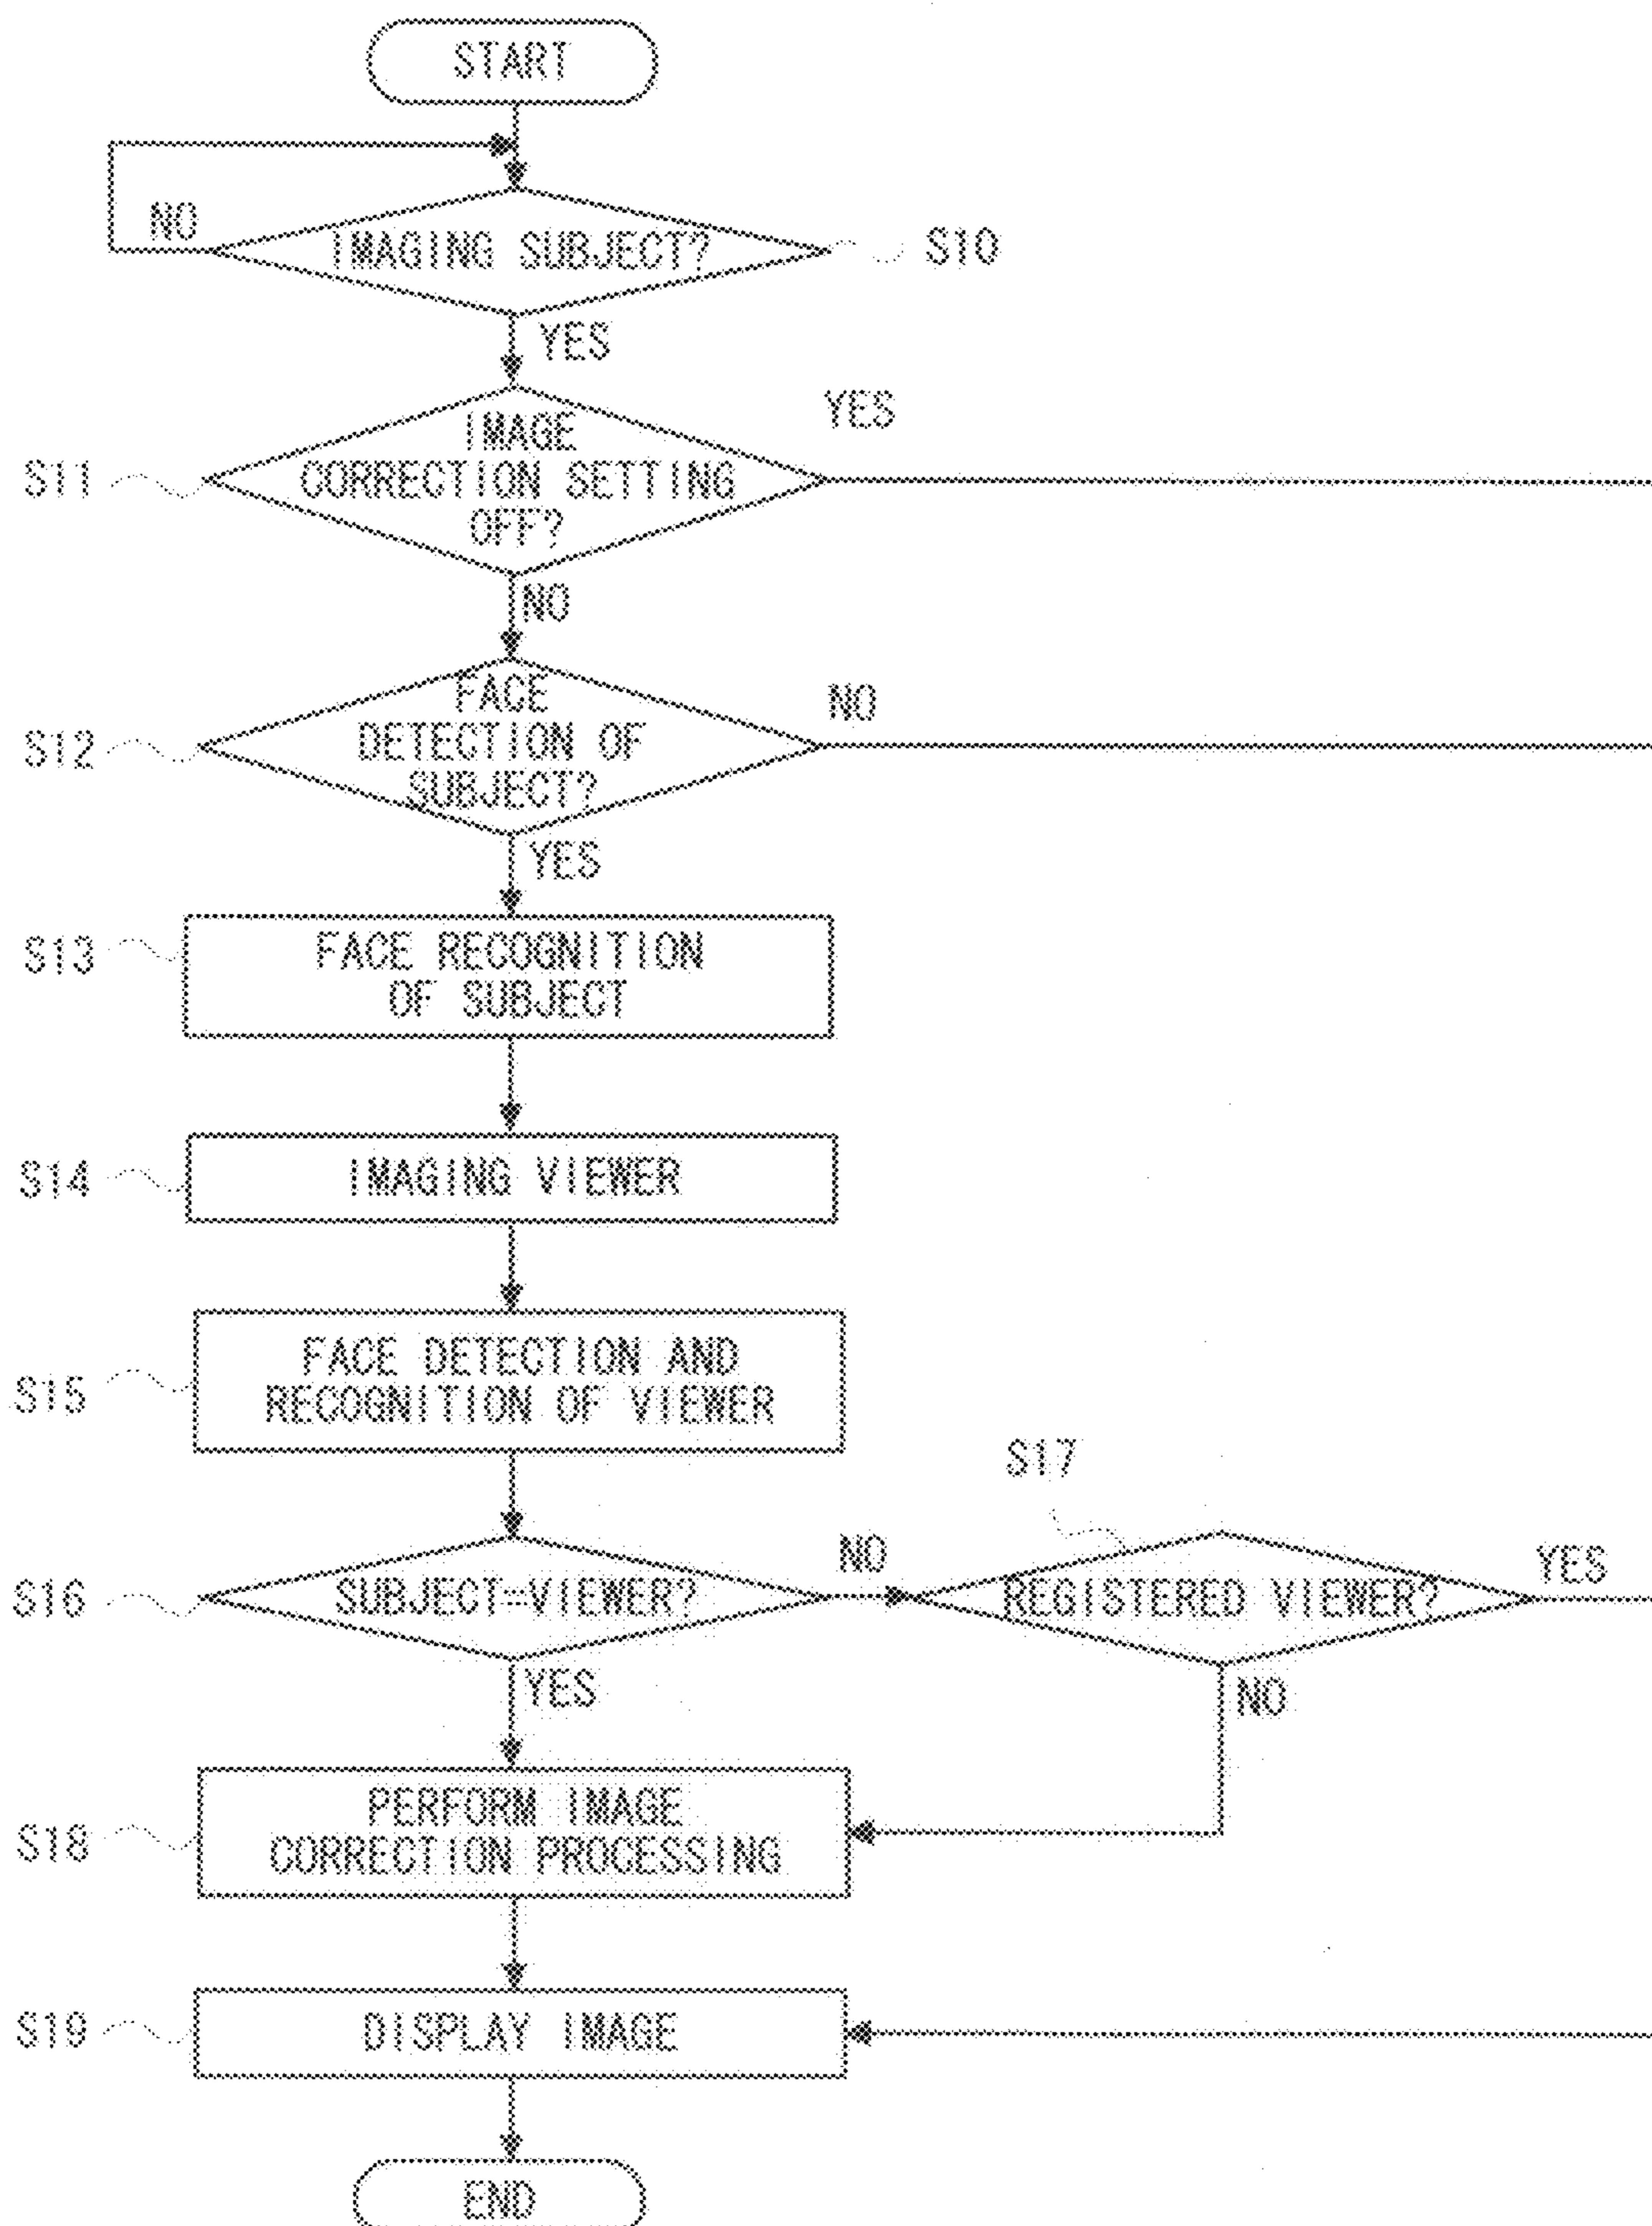 START
NO
IMAGING SUBJECT?
S10
YES
IMAGE
CORRECTION SETTING
OFF?
YES
S11
NO
FACE
DETECTION OF
SUBJECT?
NO
S12
YES
S13
FACE RECOGNITION
OF SUBJECT
S14
IMAGING VIEWER
S15
FACE DETECTION AND
RECOGNITION OF VIEWER
S16
SUBJECT=VIEWER?
NO
S17
REGISTERED VIEWER?
YES
YES
NO
S18
PERFORM IMAGE
CORRECTION PROCESSING
S19
DISPLAY IMAGE
END